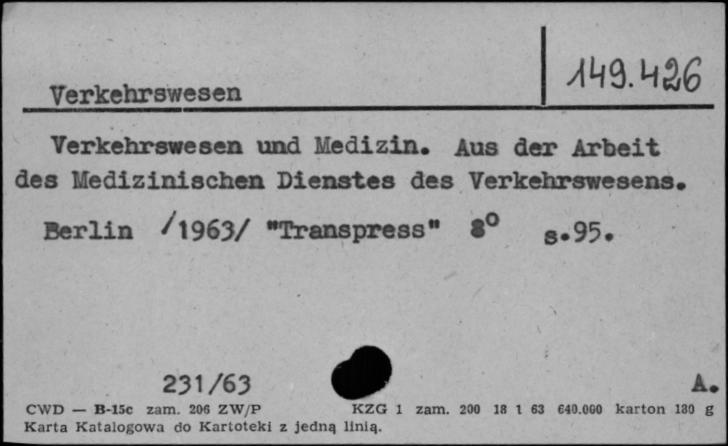 149.426
Verkehrswesen
Verkehrswesen und Medizin. Aus der Arbeit
des Medizinischen Dienstes des Verkehrswesens.
Berlin /1963/ "Transpress" 8° s.95.
231/63 A.
CWD — B-15c zam. 206 ZW/P KZG 1 zam. 200 18 1 63 640.000 karton 180 g
Karta Katalogowa do Kartoteki z jedną linią.